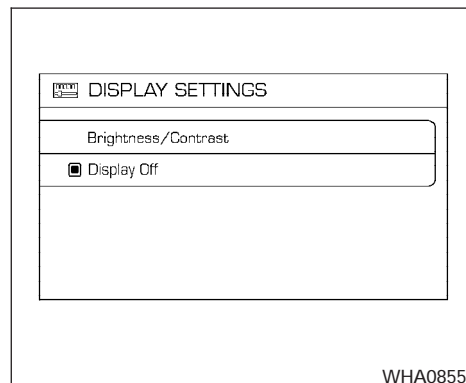 DISPLAY SETTINGS
Brightness/Contrast
Display Off
WHA0855